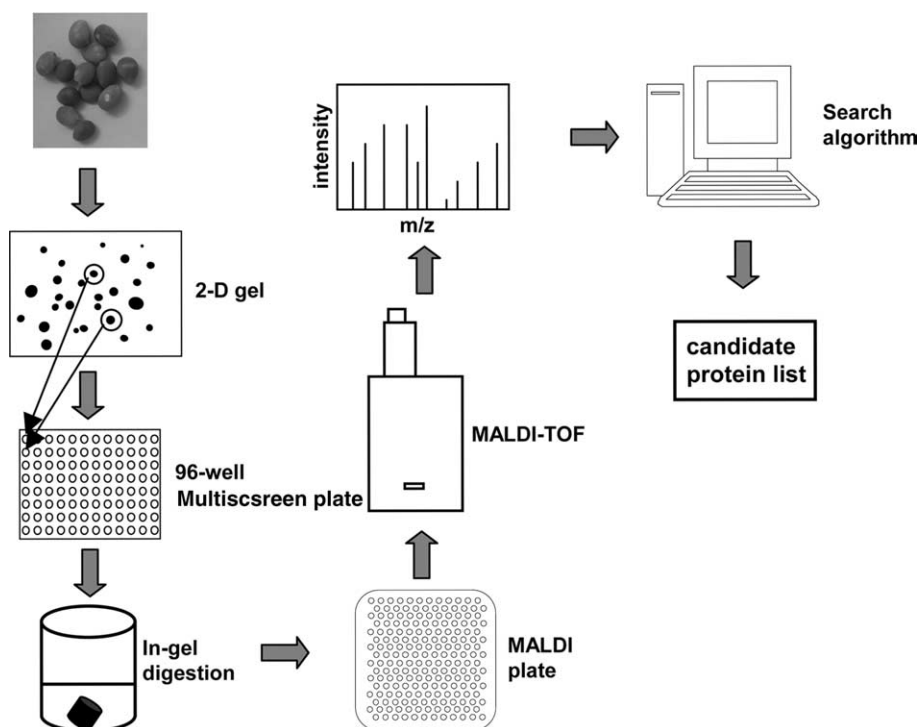 2-D gel
96-well
Multiscsreen plate
In-gel
digestion
MALDI
plate
MALDI-TOF
intensity
m/z
Search
algorithm
candidate
protein list